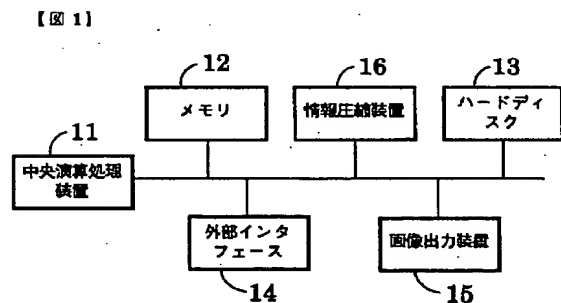 【図1】
12
16
13
メモリ
情報圧縮装置
ハードディ
スク
11
中央演算処理
装置
外部インタ
フェース
画像出力装置
14
15